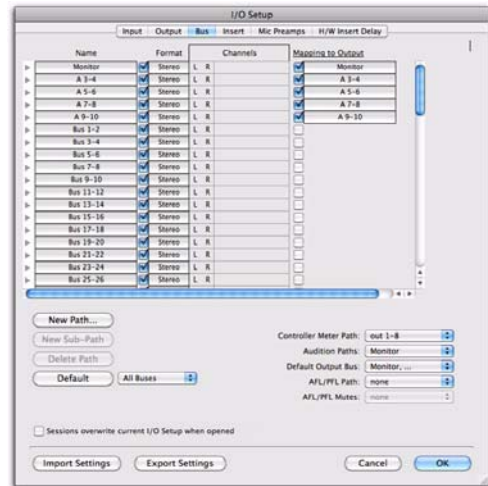 I/O Setup
Input Output Bus Insert Mic Preamps H/W Insert Delay
Name Format Channels Mapping to Output
Monitor Stereo L R Monitor
A 3-4 Stereo L R A 3-4
A 5-6 Stereo L R A 5-6
A 7-8 Stereo L R A 7-8
A 9-10 Stereo L R A 9-10
Bus 1-2 Stereo L R
Bus 3-4 Stereo L R
Bus 5-6 Stereo L R
Bus 7-8 Stereo L R
Bus 9-10 Stereo L R
Bus 11-12 Stereo L R
Bus 13-14 Stereo L R
Bus 15-16 Stereo L R
Bus 17-18 Stereo L R
Bus 19-20 Stereo L R
Bus 21-22 Stereo L R
Bus 23-24 Stereo L R
Bus 25-26 Stereo L R
New Path...
New Sub-Path
Delete Path
Default All Buses
Controller Meter Path: out 1-8
Audition Paths: Monitor
Default Output Bus: Monitor, ...
AFL/PFL Path: none
AFL/PFL Mutes: none
Sessions overwrite current I/O Setup when opened
Import Settings Export Settings Cancel OK